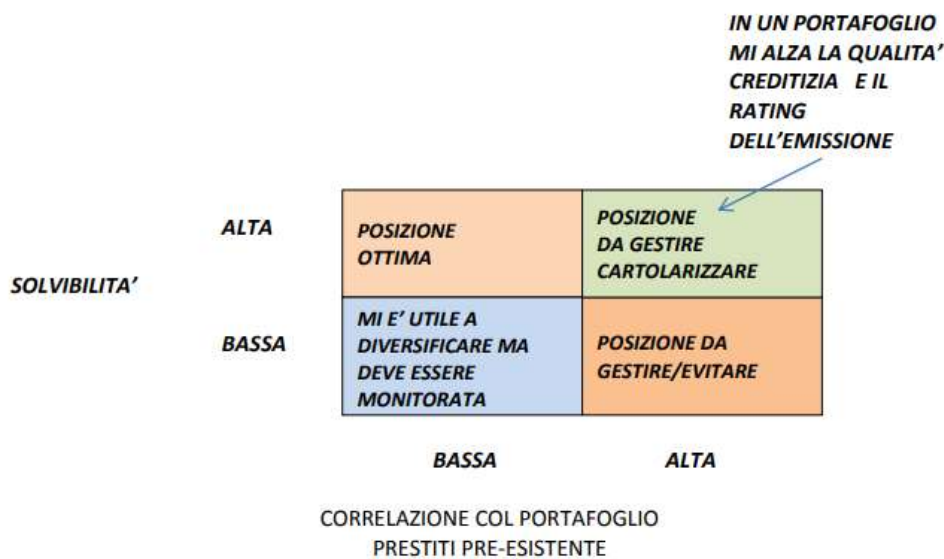 IN UN PORTAFOGLIO
MI ALZA LA QUALITA'
CREDITIZIA E IL
RATING
DELL'EMISSIONE
ALTA
POSIZIONE
OTTIMA
POSIZIONE
DA GESTIRE
CARTOLARIZZARE
SOLVIBILITA'
BASSA
MI E' UTILE A
DIVERSIFICARE MA
DEVE ESSERE
MONITORATA
POSIZIONE DA
GESTIRE/EVITARE
BASSA
ALTA
CORRELAZIONE COL PORTAFOGLIO
PRESTITI PRE-ESISTENTE